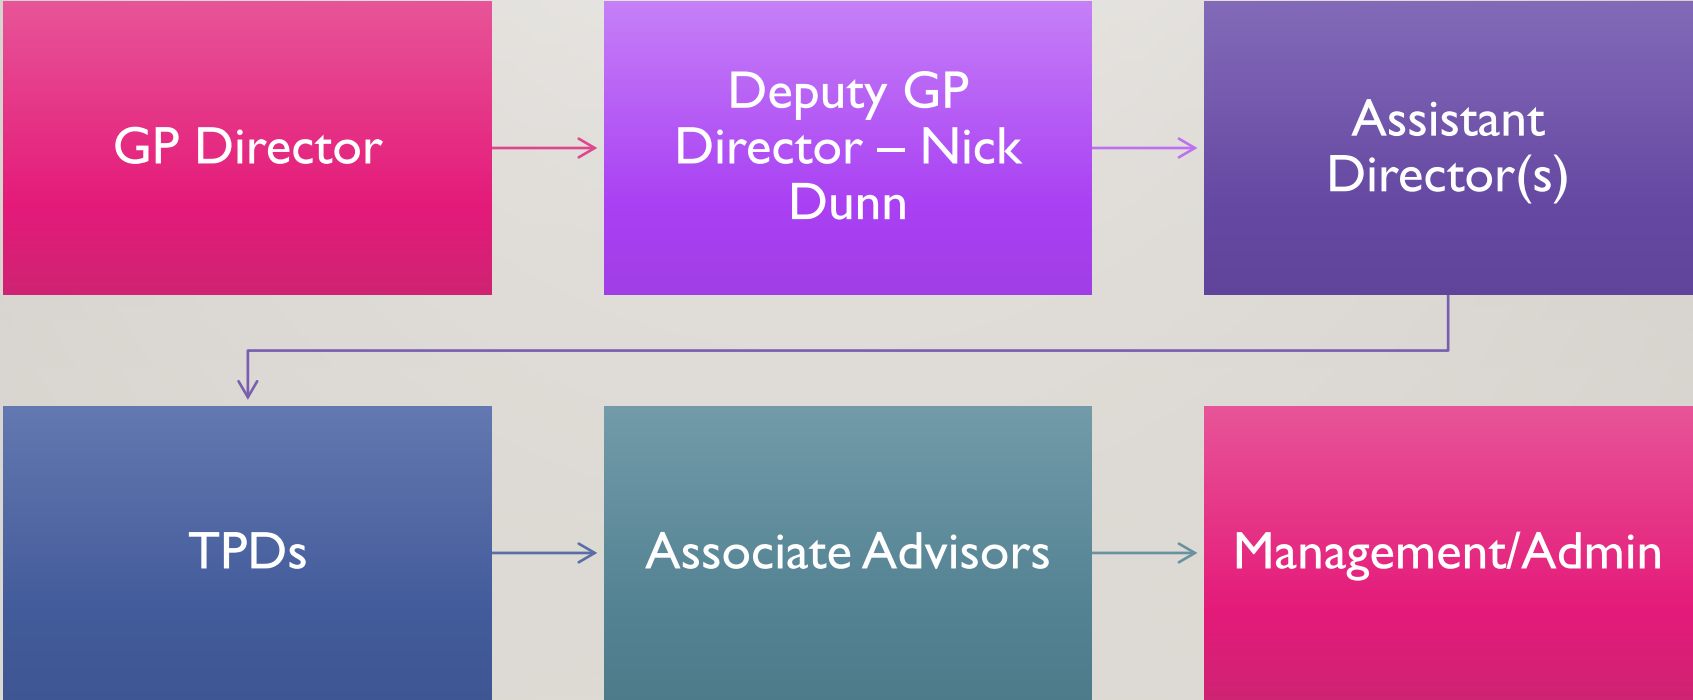 GP Director
Deputy GP
Director – Nick
Dunn
Assistant
Director(s)
TPDs
Associate Advisors
Management/Admin